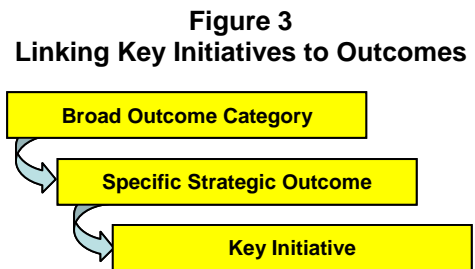 Figure 3
Linking Key Initiatives to Outcomes
Broad Outcome Category
Specific Strategic Outcome
Key Initiative